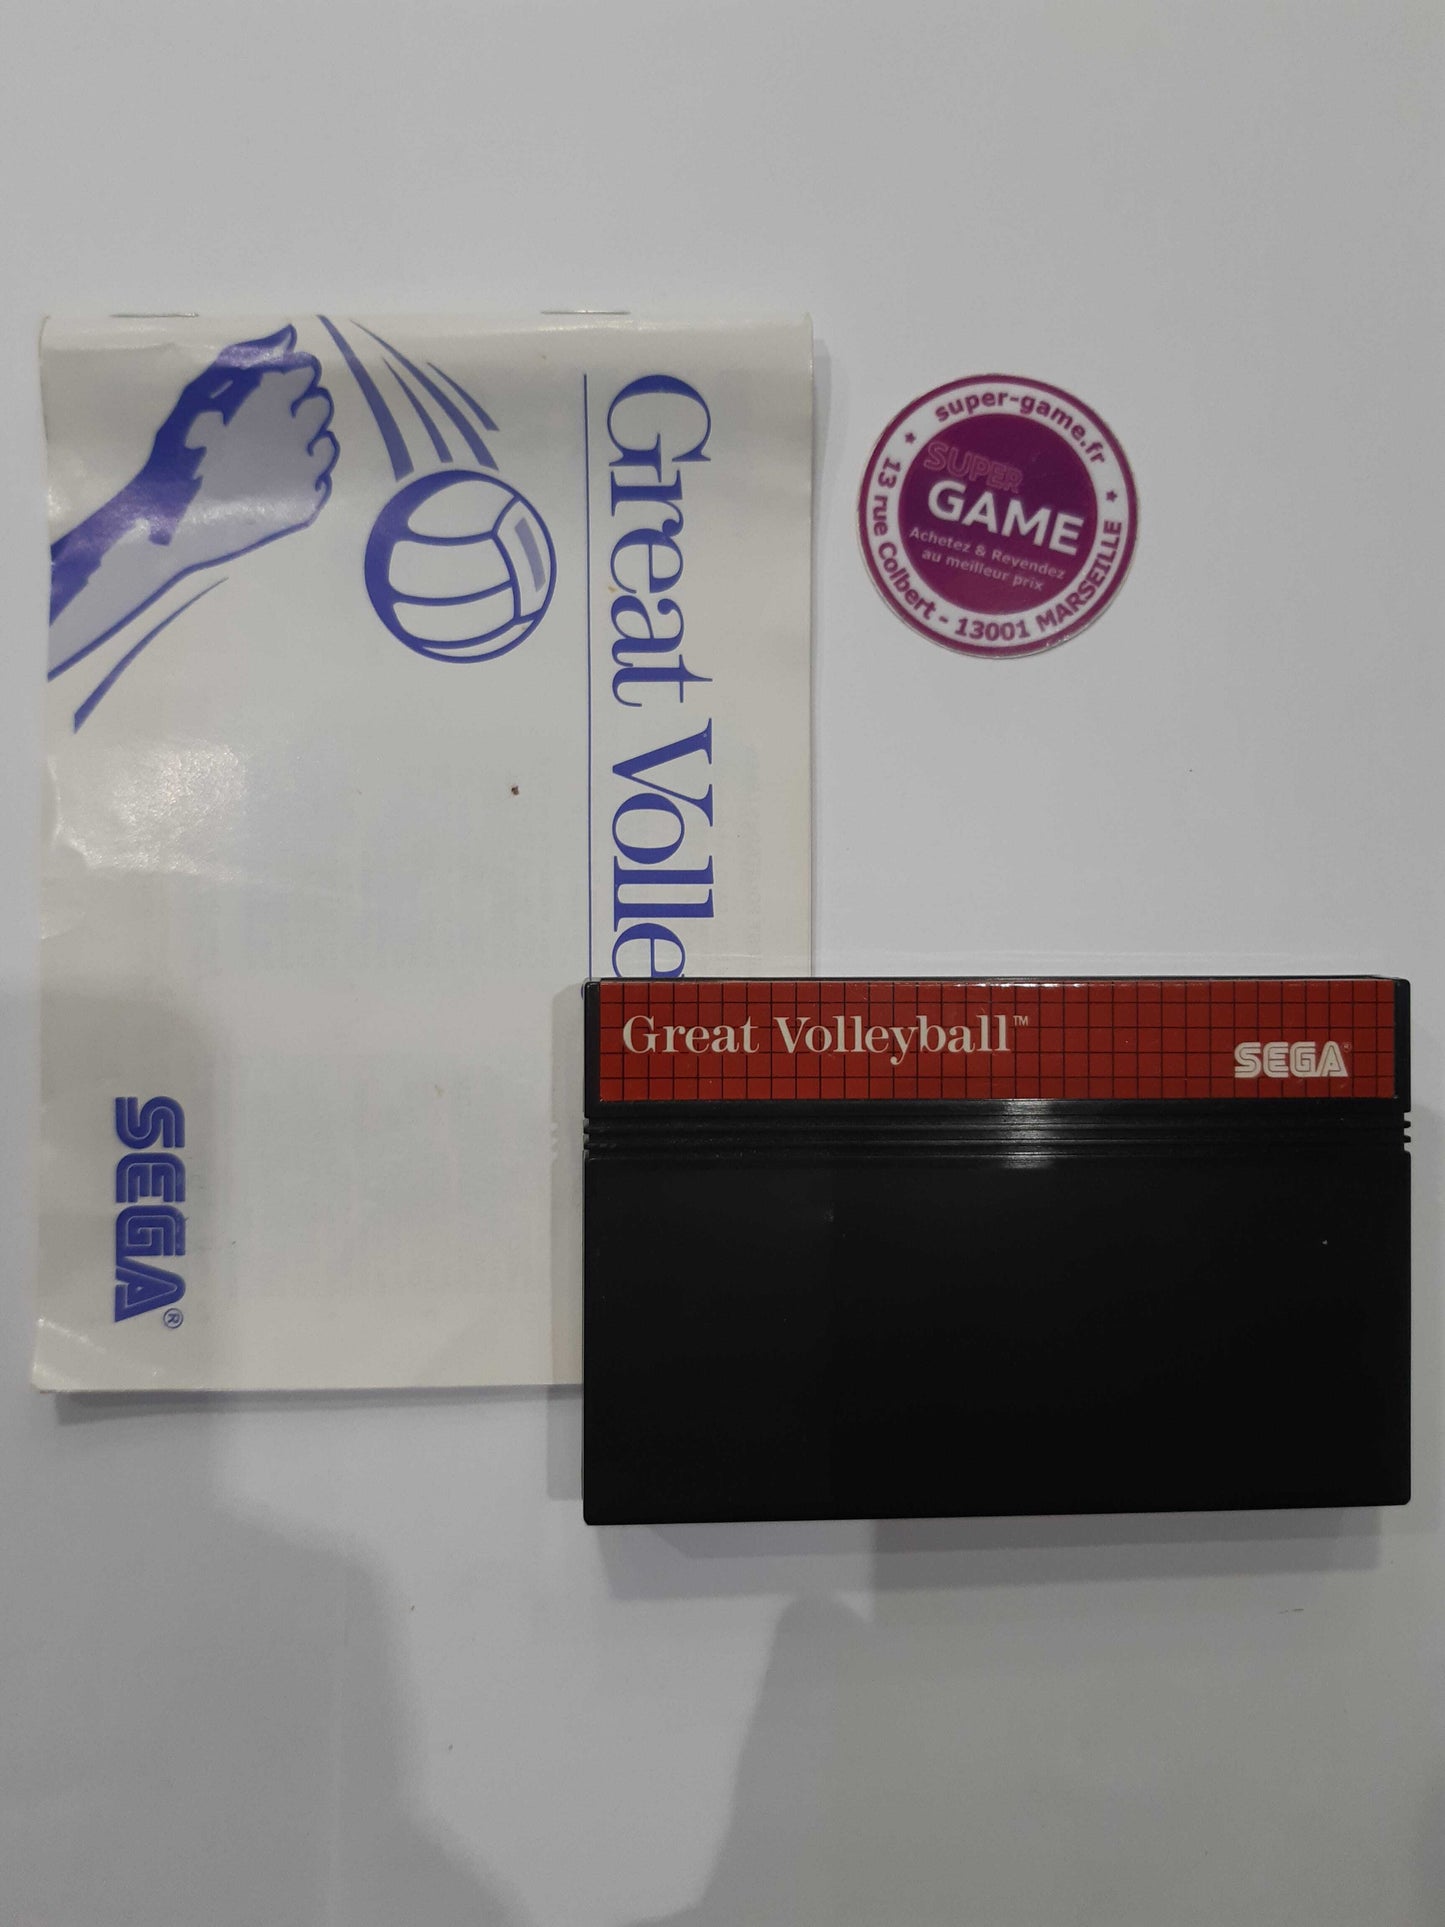 Great Volle
SEGA®
super-game.fr
SUPER
GAME
Achetez & Revendez
au meilleur prix
13 rue Colbert - 13001 MARSEILLE
Great Volleyball™
SEGA®